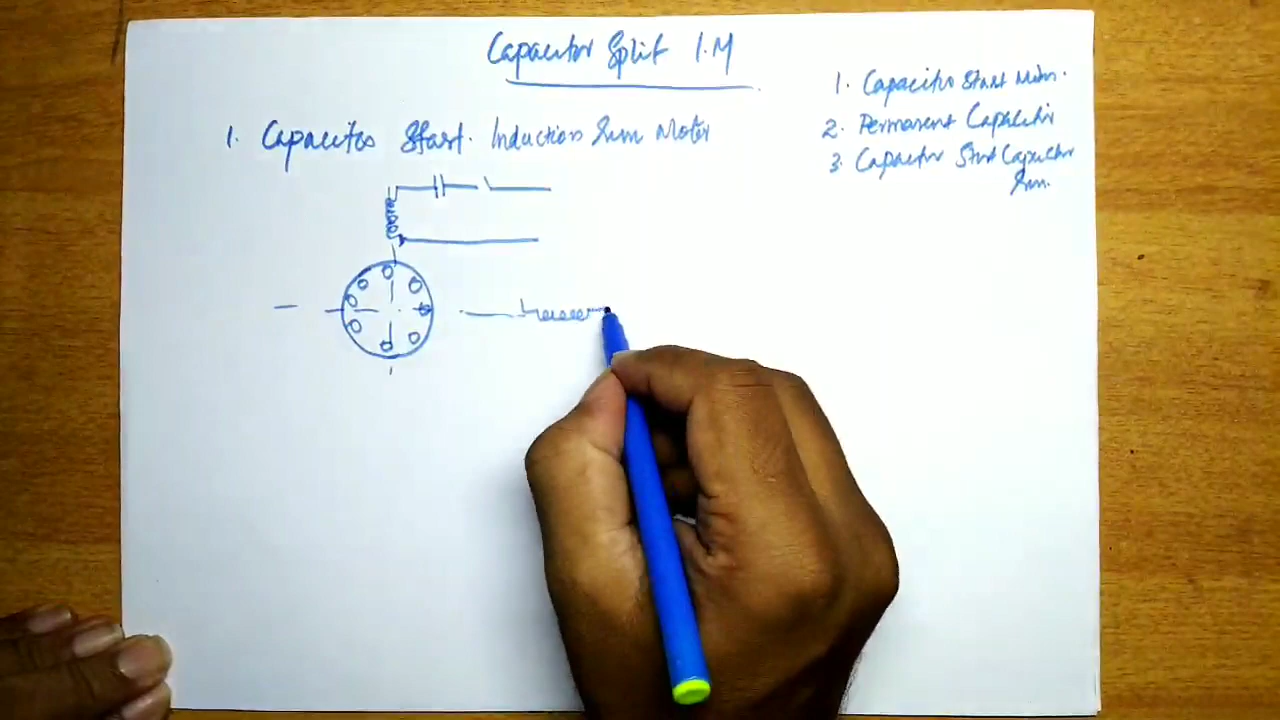 Capacitor Split I.M
1. Capacitor Start Induction Run Motor
1. Capacitor Start
2. Permanent Capacitor
3. Capacitor Start Capacitor
Run.